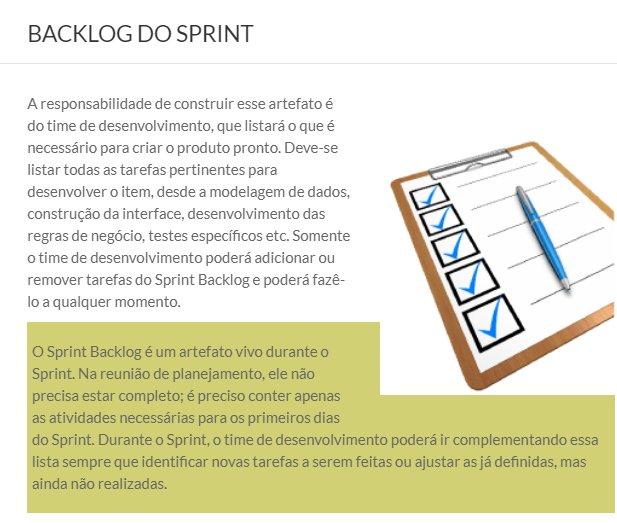 BACKLOG DO SPRINT
A responsabilidade de construir esse artefato é
do time de desenvolvimento, que listará o que é
necessário para criar o produto pronto. Deve-se
listar todas as tarefas pertinentes para
desenvolver o item, desde a modelagem de dados,
construção da interface, desenvolvimento das
regras de negócio, testes específicos etc. Somente
o time de desenvolvimento poderá adicionar ou
remover tarefas do Sprint Backlog e poderá fazê-
lo a qualquer momento.
O Sprint Backlog é um artefato vivo durante o
Sprint. Na reunião de planejamento, ele não
precisa estar completo; é preciso conter apenas
as atividades necessárias para os primeiros dias
do Sprint. Durante o Sprint, o time de desenvolvimento poderá ir complementando essa
lista sempre que identificar novas tarefas a serem feitas ou ajustar as já definidas, mas
ainda não realizadas.